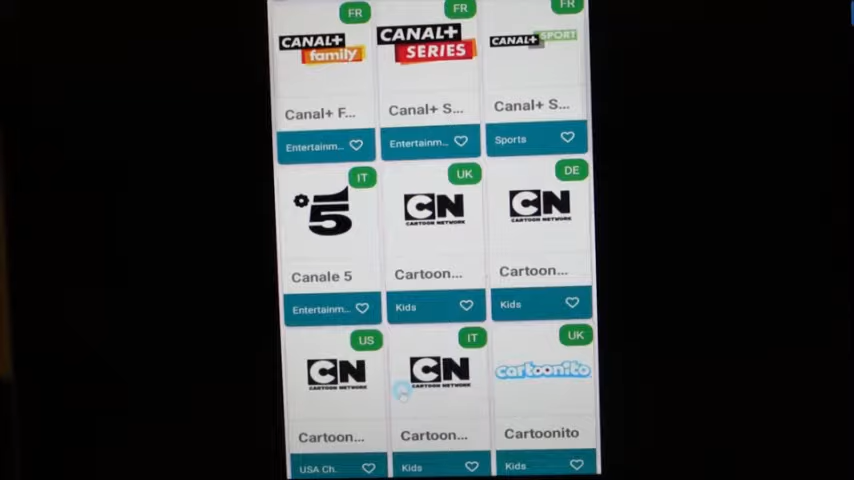 FR
FR
FR
CANAL+
family
CANAL+
SERIES
CANAL+ SPORT
Canal+ F...
Canal+ S...
Canal+ S...
Entertainm...
Entertainm...
Sports
IT
UK
DE
5
CN
CARTOON NETWORK
CN
CARTOON NETWORK
Canale 5
Cartoon...
Cartoon...
Entertainm...
Kids
Kids
US
IT
UK
CN
CARTOON NETWORK
CN
CARTOON NETWORK
cartoonito
Cartoon...
Cartoon...
Cartoonito
USA Ch..
Kids
Kids